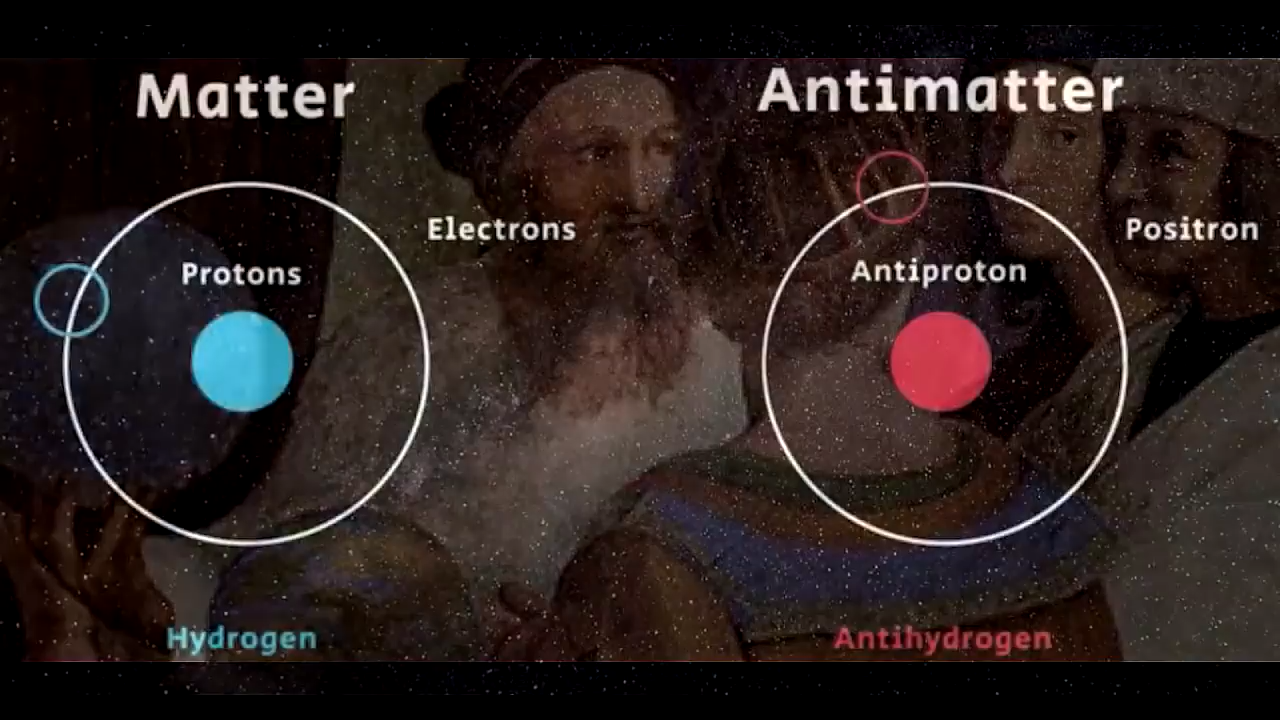 Matter
Antimatter
Electrons
Positron
Protons
Antiproton
Hydrogen
Antihydrogen